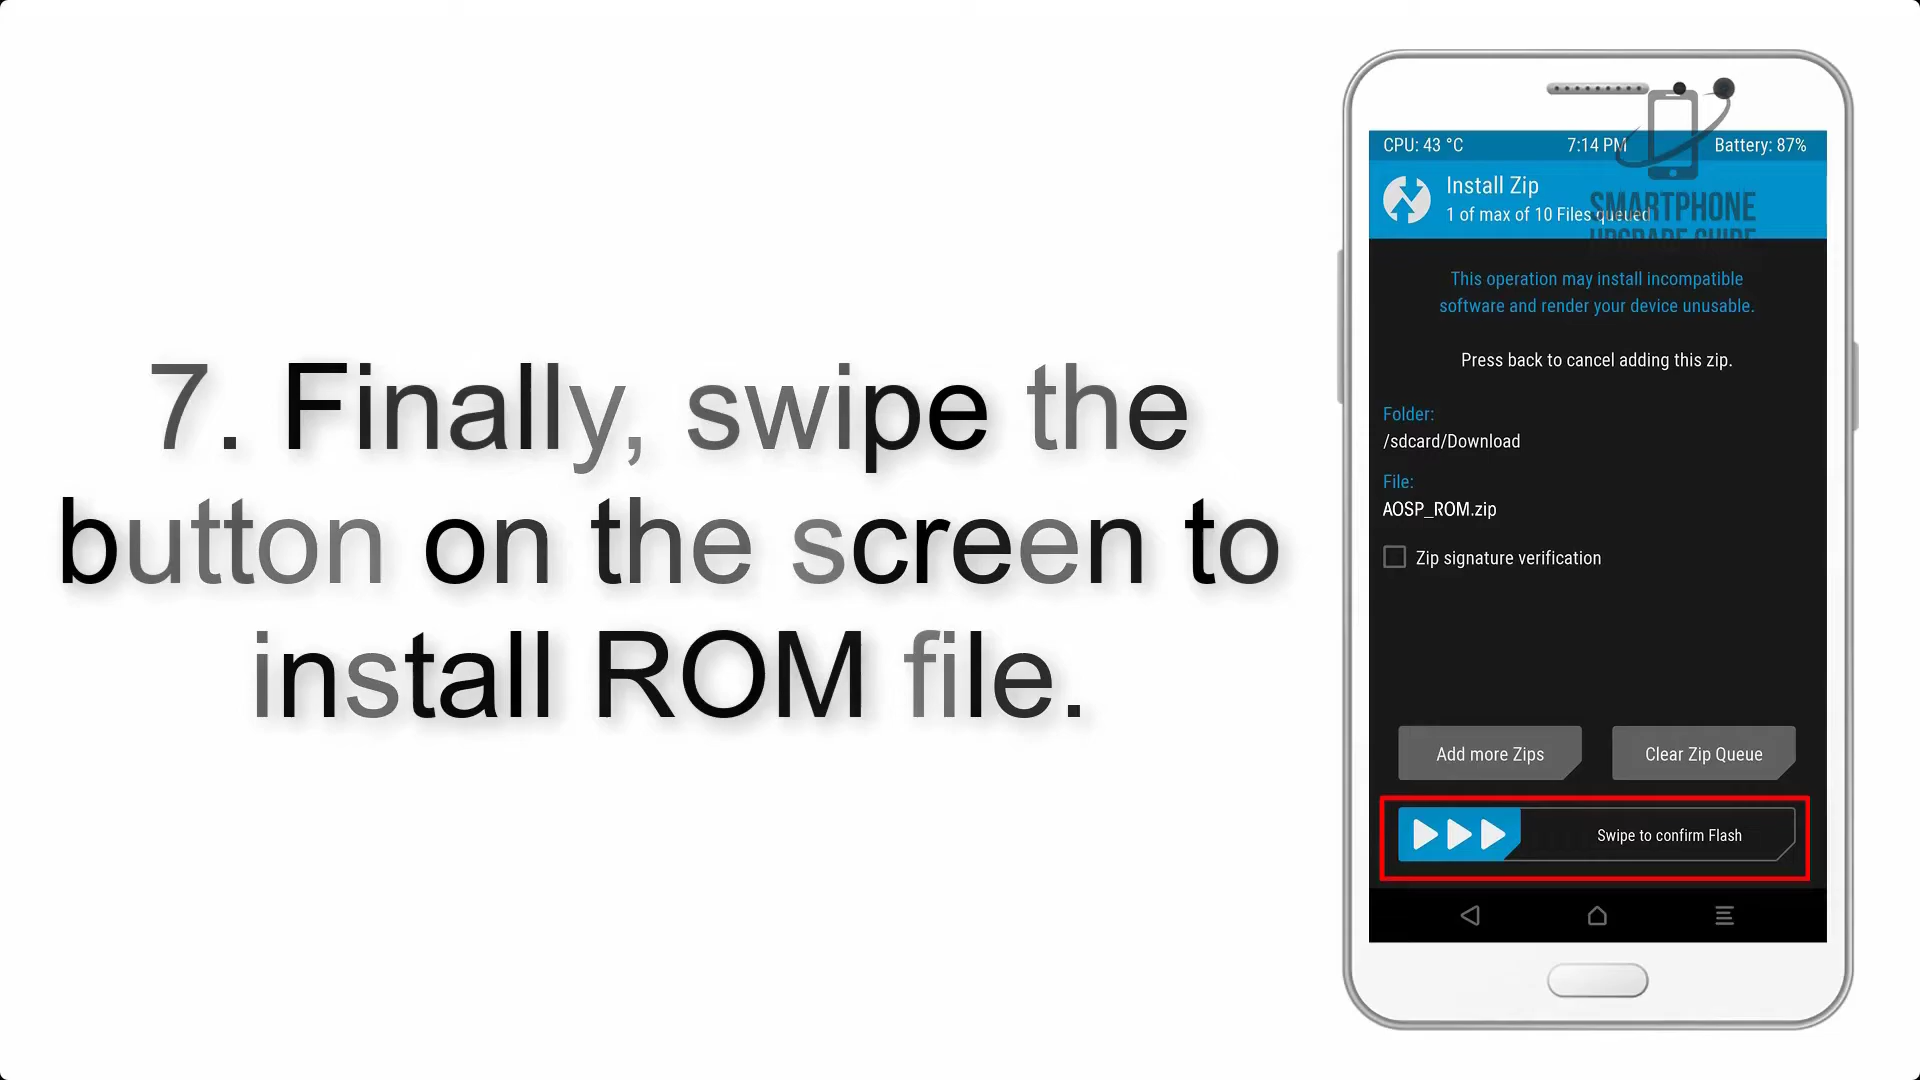 7. Finally, swipe the
button on the screen to
install ROM file.
CPU: 43 °C 7:14 PM Battery: 87%
Install Zip
1 of max of 10 Files queued
SMARTPHONE
UPGRADE GUIDE
This operation may install incompatible
software and render your device unusable.
Press back to cancel adding this zip.
Folder:
/sdcard/Download
File:
AOSP_ROM.zip
Zip signature verification
Add more Zips Clear Zip Queue
Swipe to confirm Flash